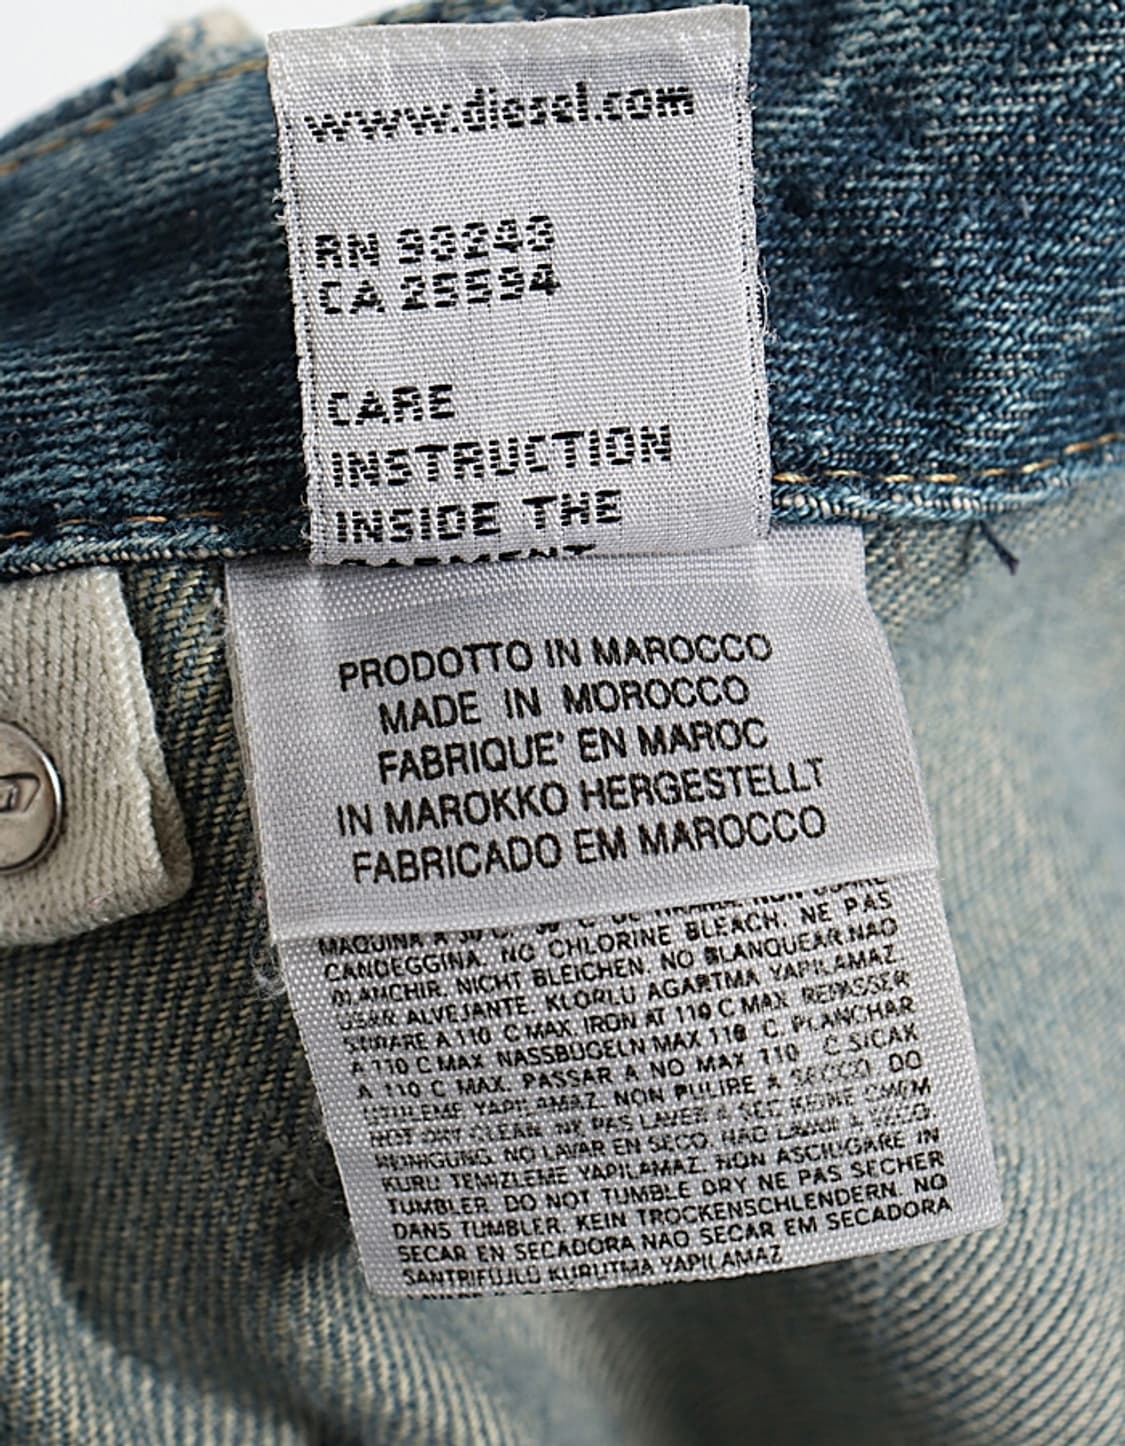 www.diesel.com
RN 93243
CA 25594
CARE
INSTRUCTION
INSIDE THE
GARMENT
PRODOTTO IN MAROCCO
MADE IN MOROCCO
FABRIQUE' EN MAROC
IN MAROKKO HERGESTELLT
FABRICADO EM MAROCCO
MAQUINA A 30
CANDEGGINA. NO CHLORINE BLEACH. NE PAS
BLANCHIR. NICHT BLEICHEN. NO BLANQUEAR.NAO
USAR ALVEJANTE. KLORLU AGARTMA YAPILAMAZ.
STIRARE A 110 C MAX. IRON AT 110 C MAX REPASSER
A 110 C MAX NASSBUGELN MAX 110 C. PLANCHAR
A 110 C MAX. PASSAR A NO MAX 110 C SICAK
UTULEME YAPILAMAZ. NON PULIRE A SECCO DO
NOT DRY CLEAN. NE PAS LAVER A SEC KEINE CHEM
REINIGUNG. NO LAVAR EN SECO. NAO LAVAR A SECO.
KURU TEMIZLEME YAPILAMAZ. NON ASCIUGARE IN
TUMBLER. DO NOT TUMBLE DRY NE PAS SECHER
DANS TUMBLER. KEIN TROCKENSCHLENDERN. NO
SECAR EN SECADORA NAO SECAR EM SECADORA
SANTRIFUJLU KURUTMA YAPILAMAZ